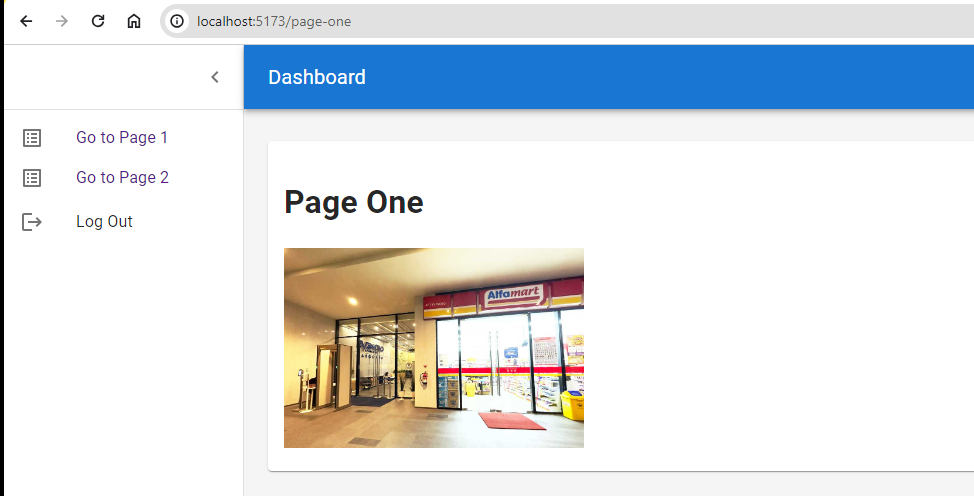 localhost:5173/page-one
Dashboard
Go to Page 1
Go to Page 2
Log Out
Page One
Alfamart